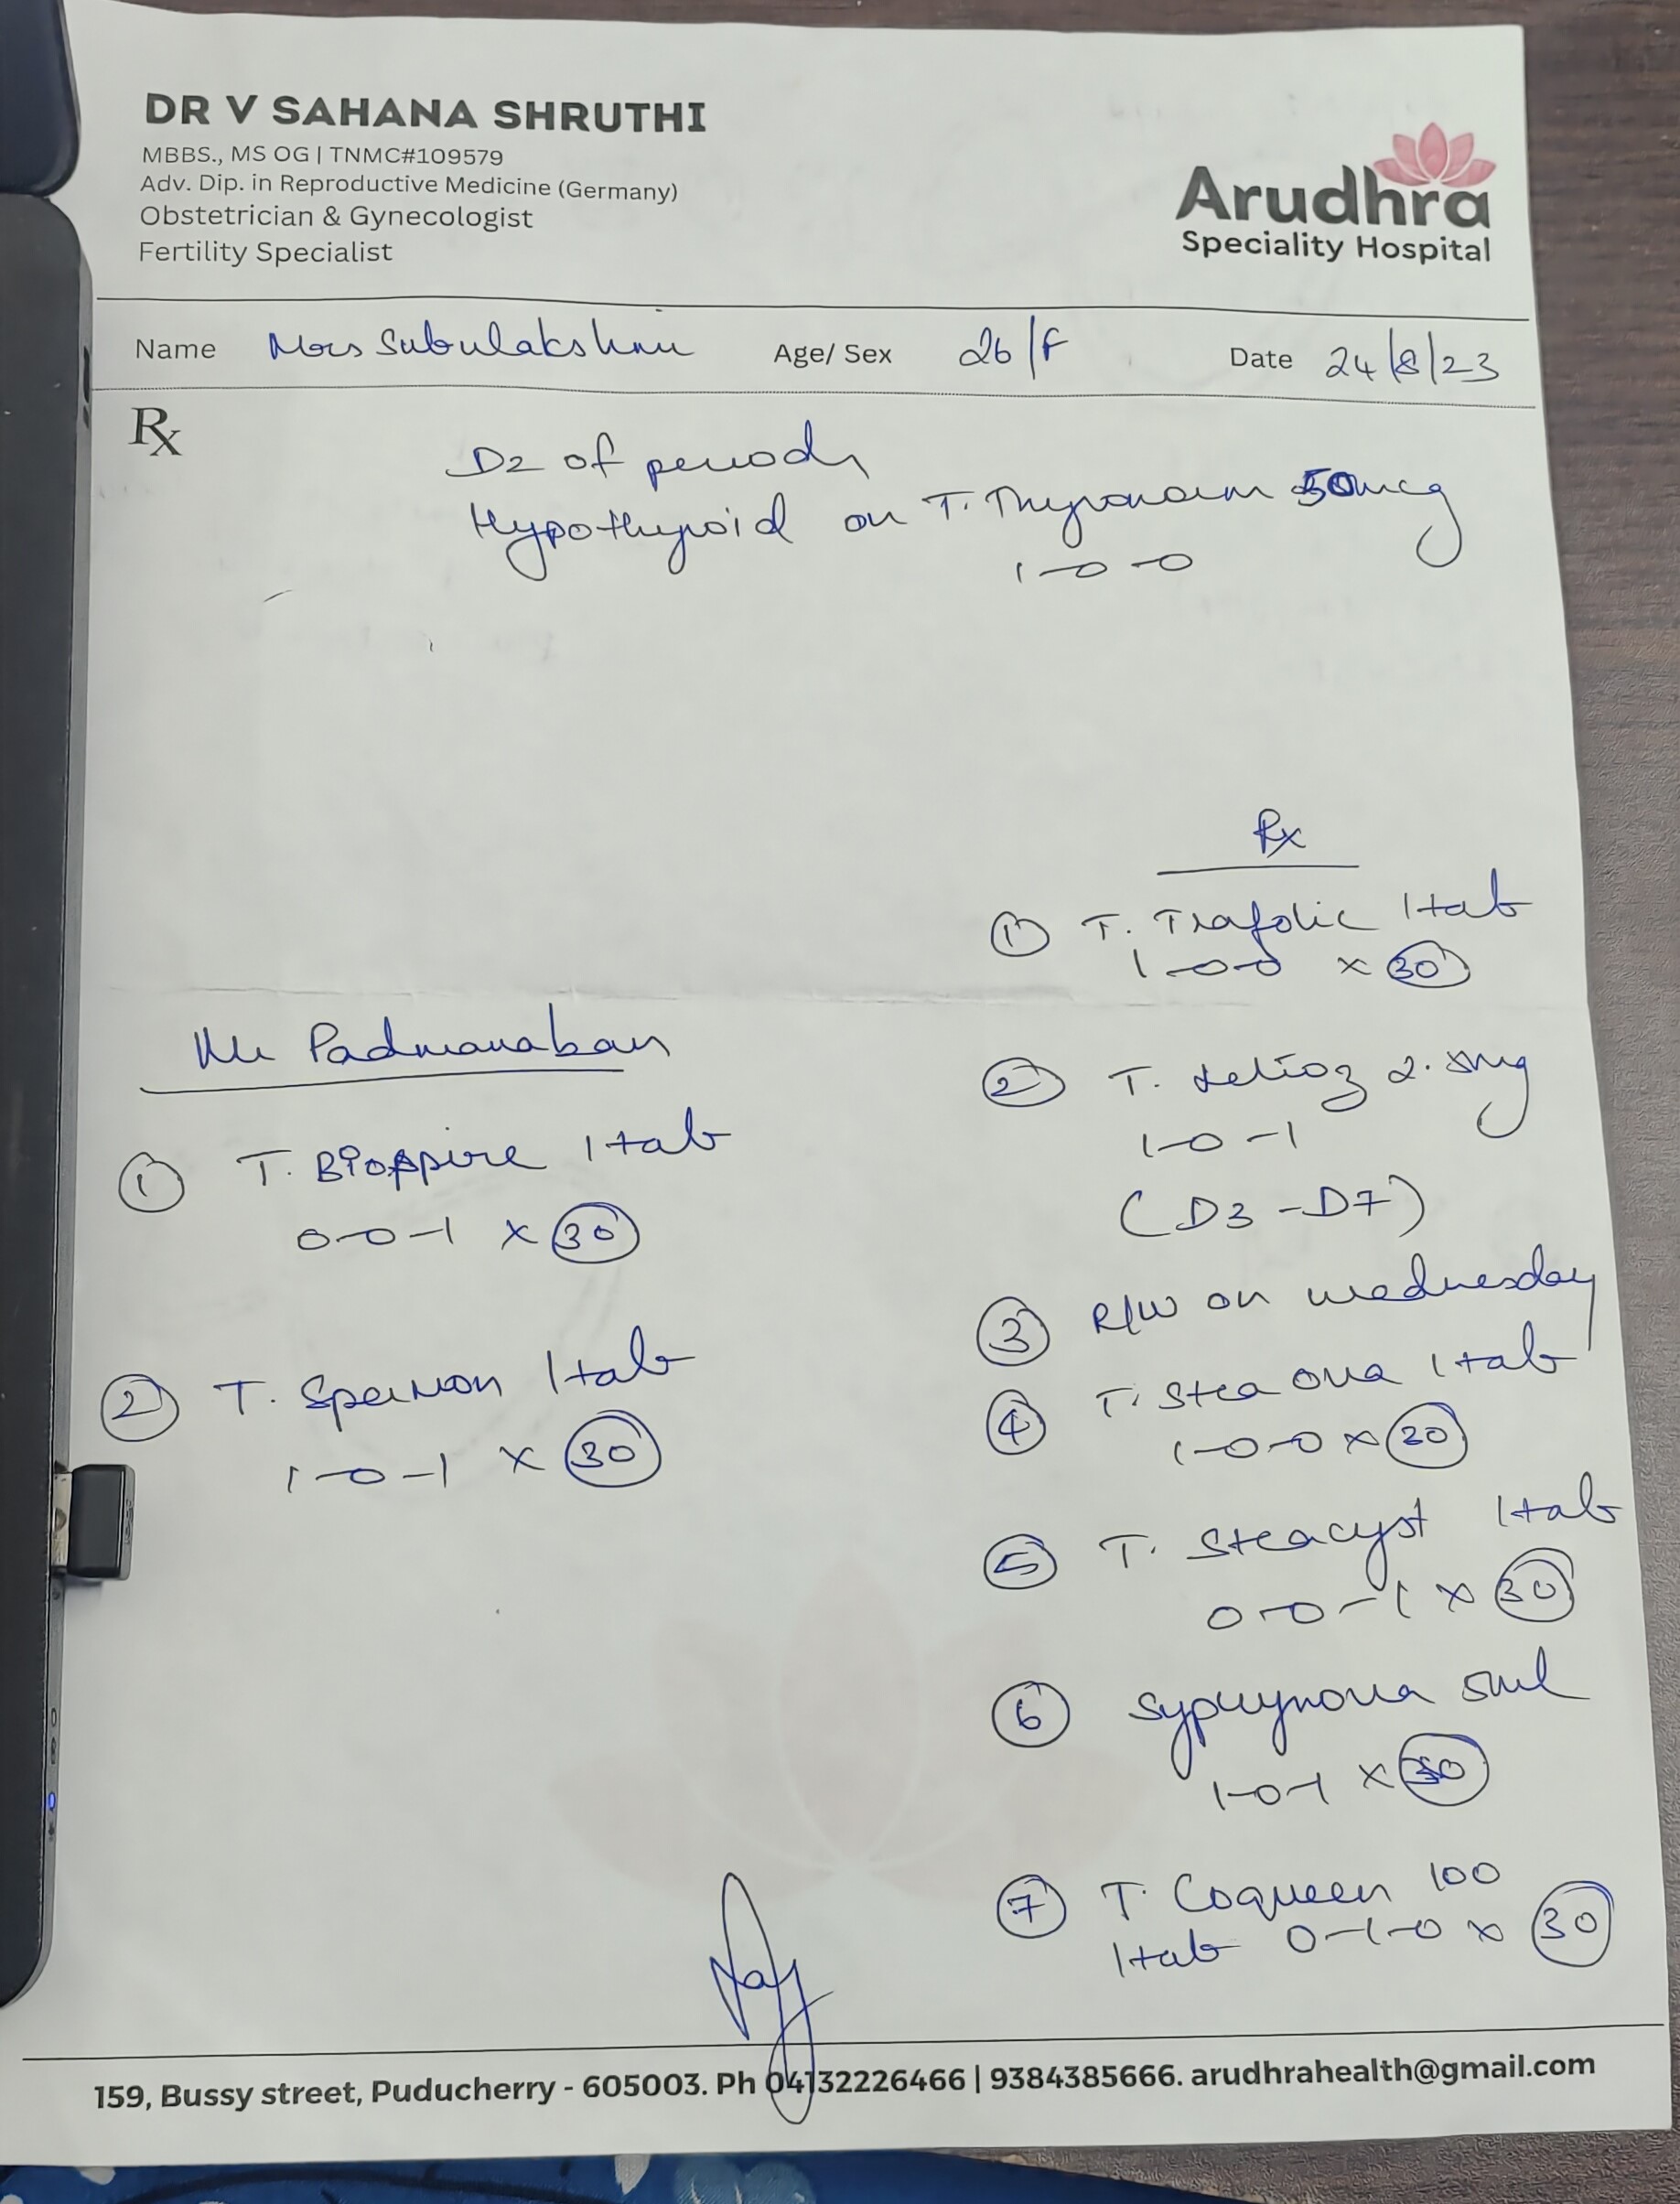 DR V SAHANA SHRUTHI
MBBS., MS OG | TNMC#109579
Adv. Dip. in Reproductive Medicine (Germany)
Obstetrician & Gynecologist
Fertility Specialist
Arudhra
Speciality Hospital
Name Mrs Subulakshmi Age/ Sex 26/F Date 24/8/23
Rx
D2 of periods
Hypothyroid on T. Thyronorm 50mcg
1-0-0
Rx
① T. Trafolic 1tab
1-0-0 x 30
② T. Letroz 2.5mg
1-0-1
(D3-D7)
③ R/W on wednesday
④ T. Stea ova 1tab
1-0-0 x 30
⑤ T. Steacyst 1tab
0-0-1 x 30
⑥ 5ml
1-0-1 x 30
⑦ T. Coqueen 100
1tab 0-1-0 x 30
Mr Padmanaban
① T. 1tab
0-0-1 x 30
② T. 1tab
1-0-1 x 30
159, Bussy street, Puducherry - 605003. Ph 04132226466 | 9384385666. arudhrahealth@gmail.com